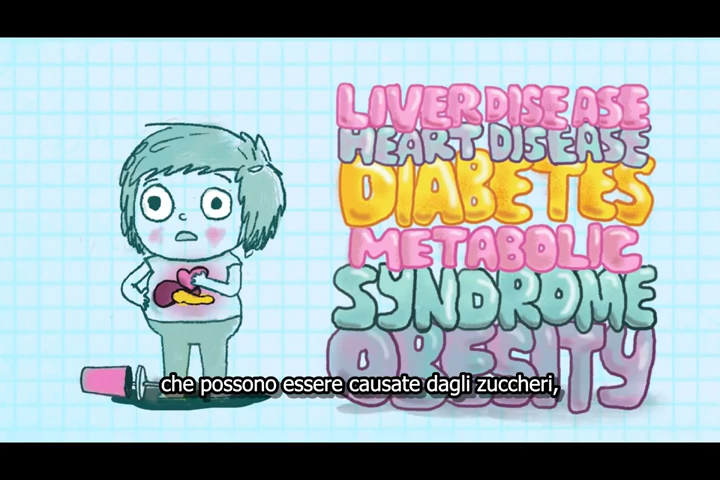 LIVER DISEASE
HEART DISEASE
DIABETES
METABOLIC
SYNDROME
OBESITY
che possono essere causate dagli zuccheri,